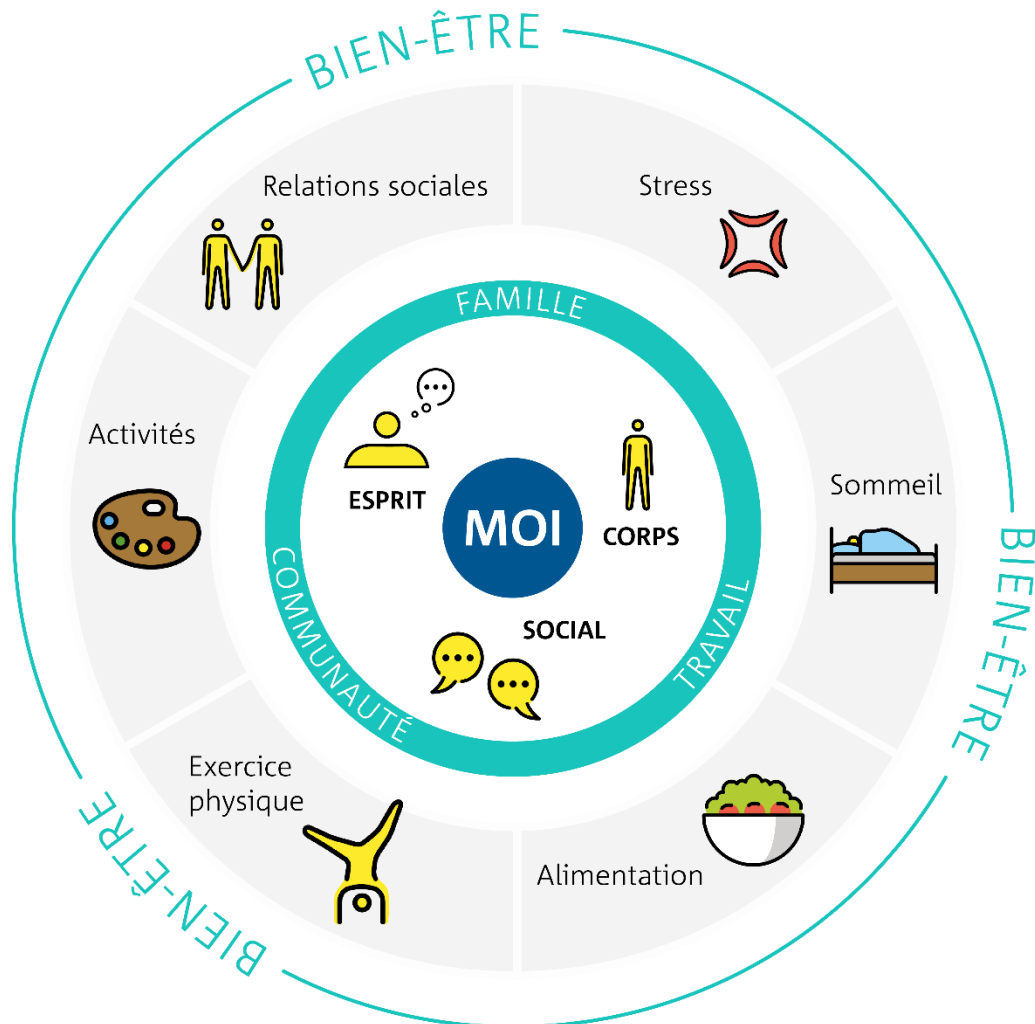 BIEN-ÊTRE
Relations sociales
Stress
FAMILLE
Activités
ESPRIT
MOI
CORPS
Sommeil
SOCIAL
COMMUNAUTÉ
TRAVAIL
BIEN-ÊTRE
Exercice
physique
Alimentation
BIEN-ÊTRE